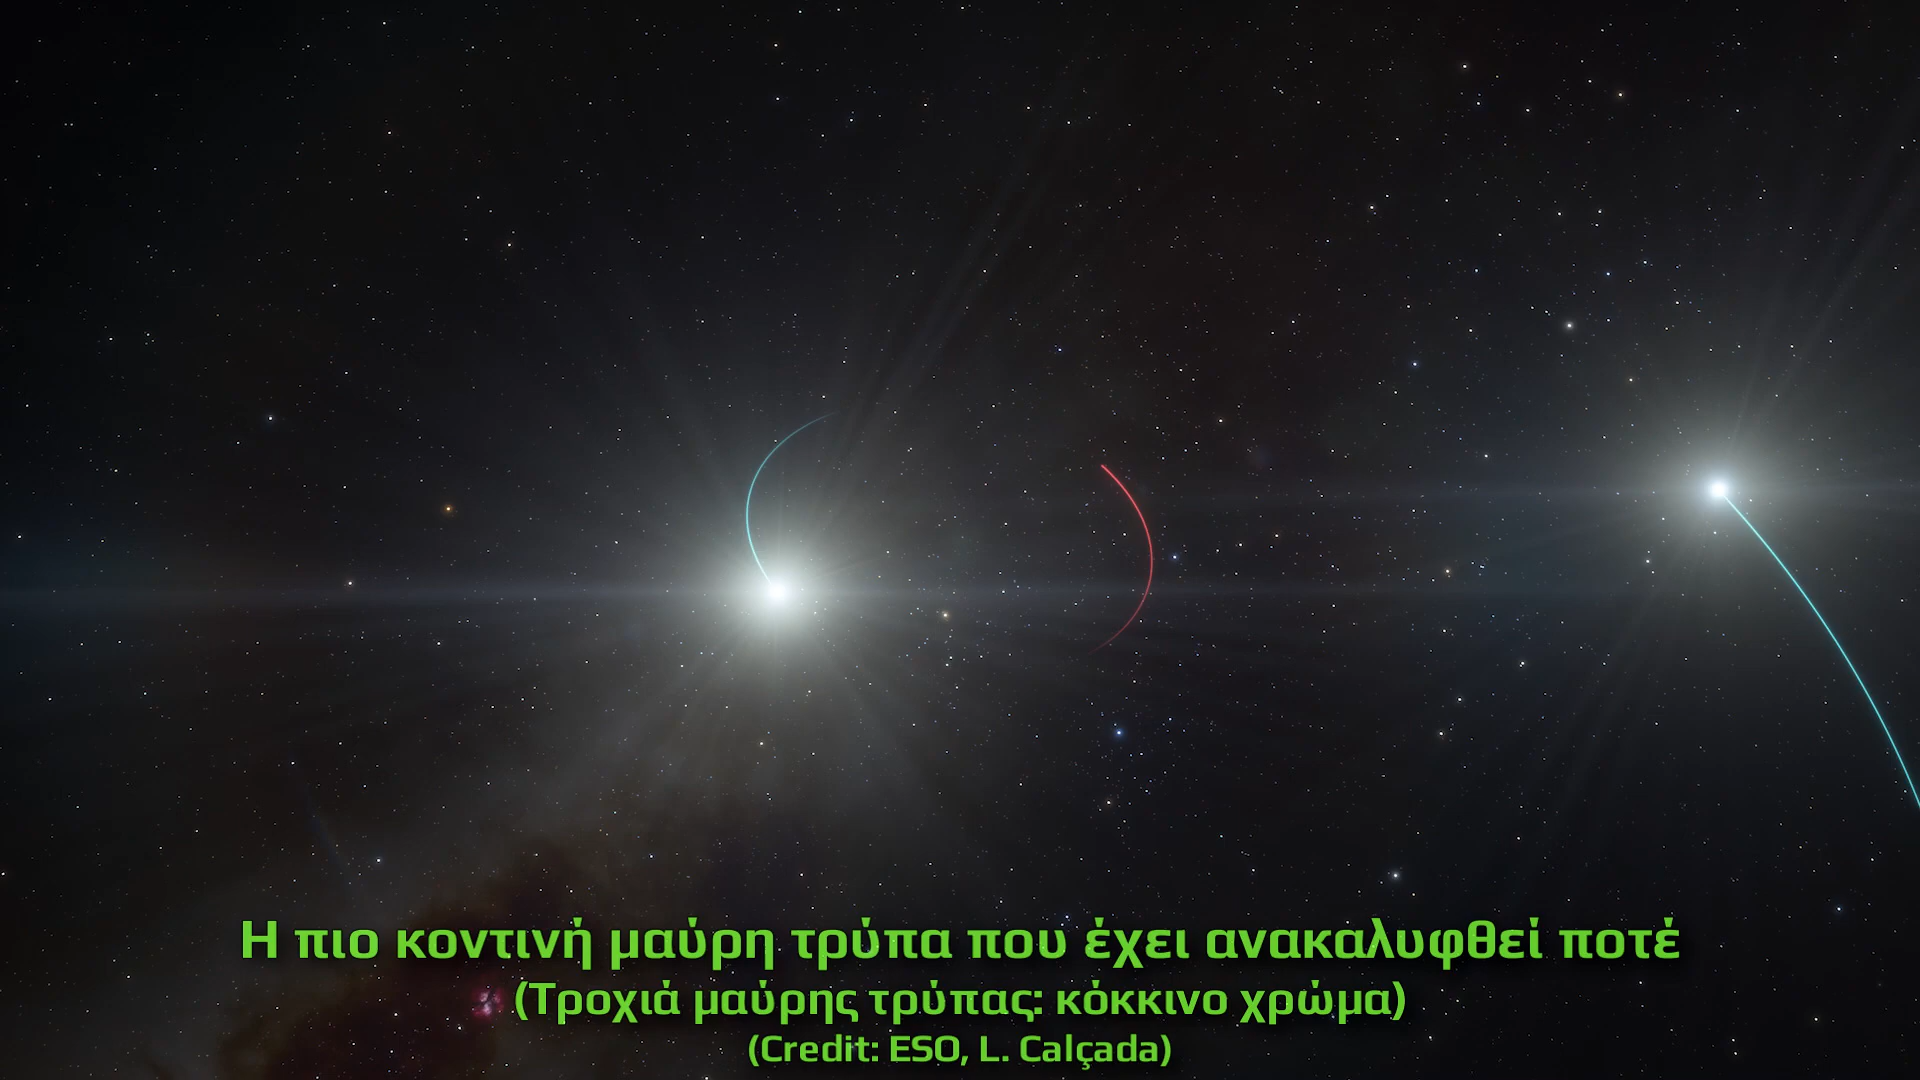 Η πιο κοντινή μαύρη τρύπα που έχει ανακαλυφθεί ποτέ
(Τροχιά μαύρης τρύπας: κόκκινο χρώμα)
(Credit: ESO, L. Calçada)